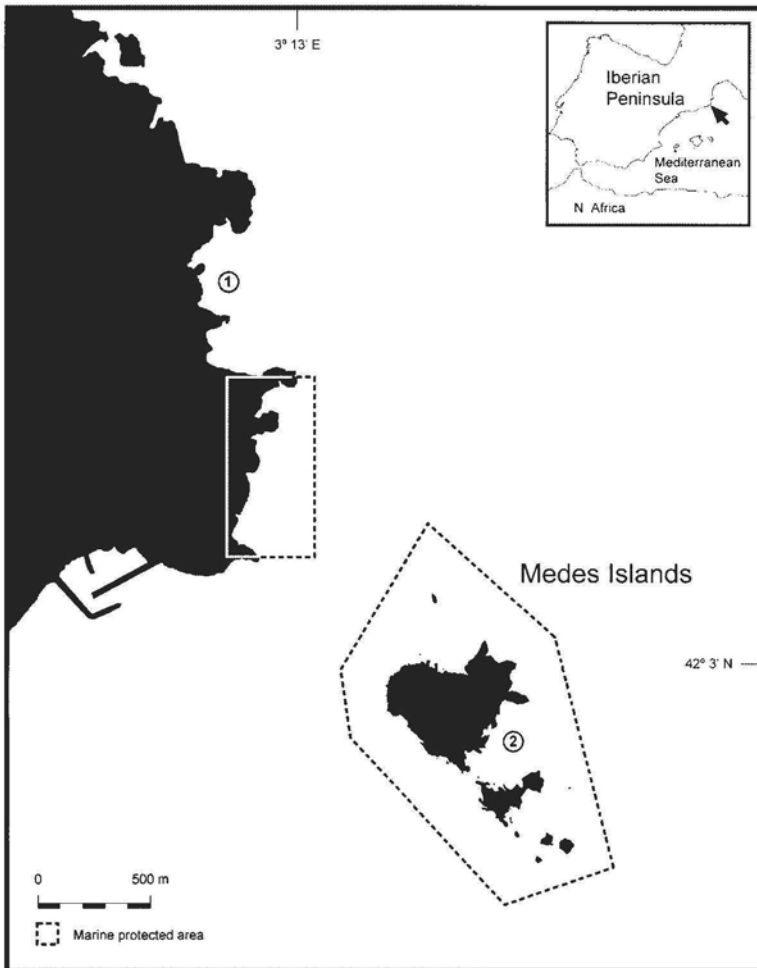 3º 13' E
Iberian
Peninsula
Mediterranean
Sea
N Africa
1
Medes Islands
42º 3' N
2
0 500 m
Marine protected area